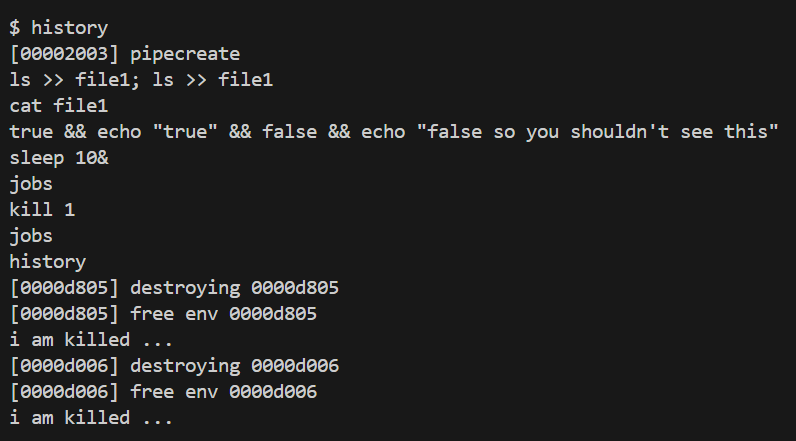 $ history
[00002003] pipecreate
ls >> file1; ls >> file1
cat file1
true && echo "true" && false && echo "false so you shouldn't see this"
sleep 10&
jobs
kill 1
jobs
history
[0000d805] destroying 0000d805
[0000d805] free env 0000d805
i am killed ...
[0000d006] destroying 0000d006
[0000d006] free env 0000d006
i am killed ...